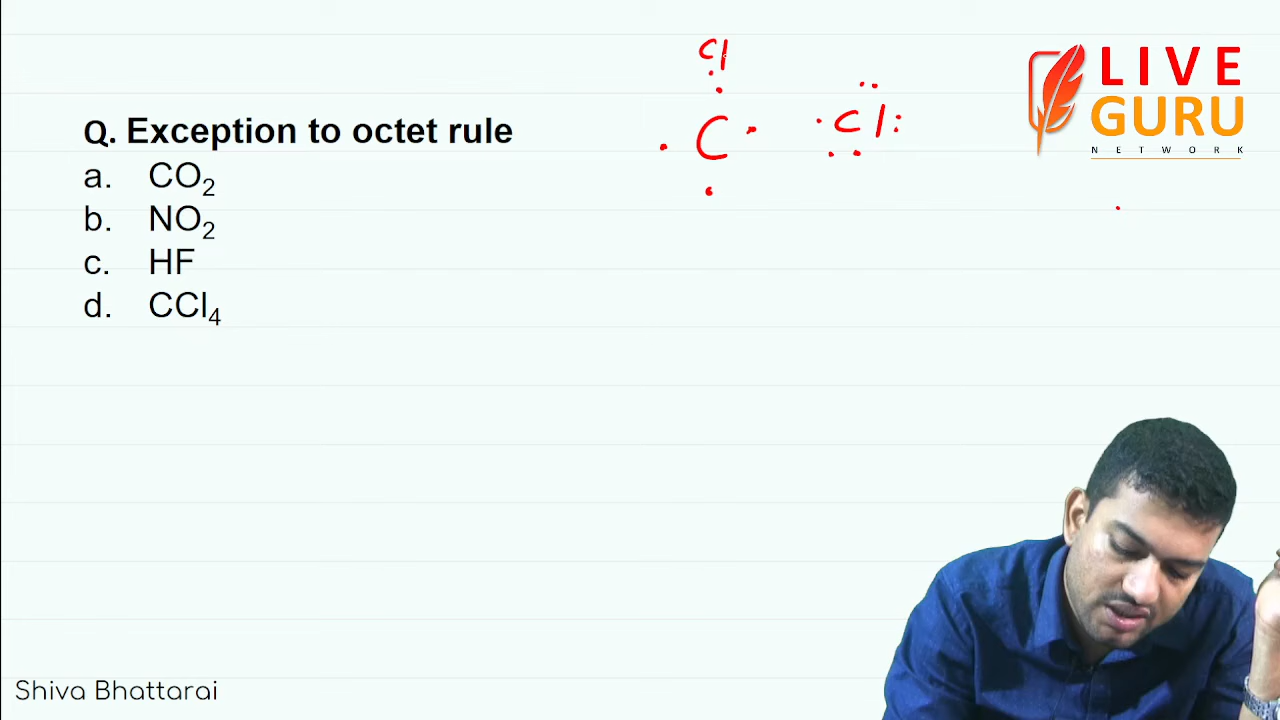 Q. Exception to octet rule
a. CO₂
b. NO₂
c. HF
d. CCl₄
Cl
C
Cl
LIVE
GURU
NETWORK
Shiva Bhattarai